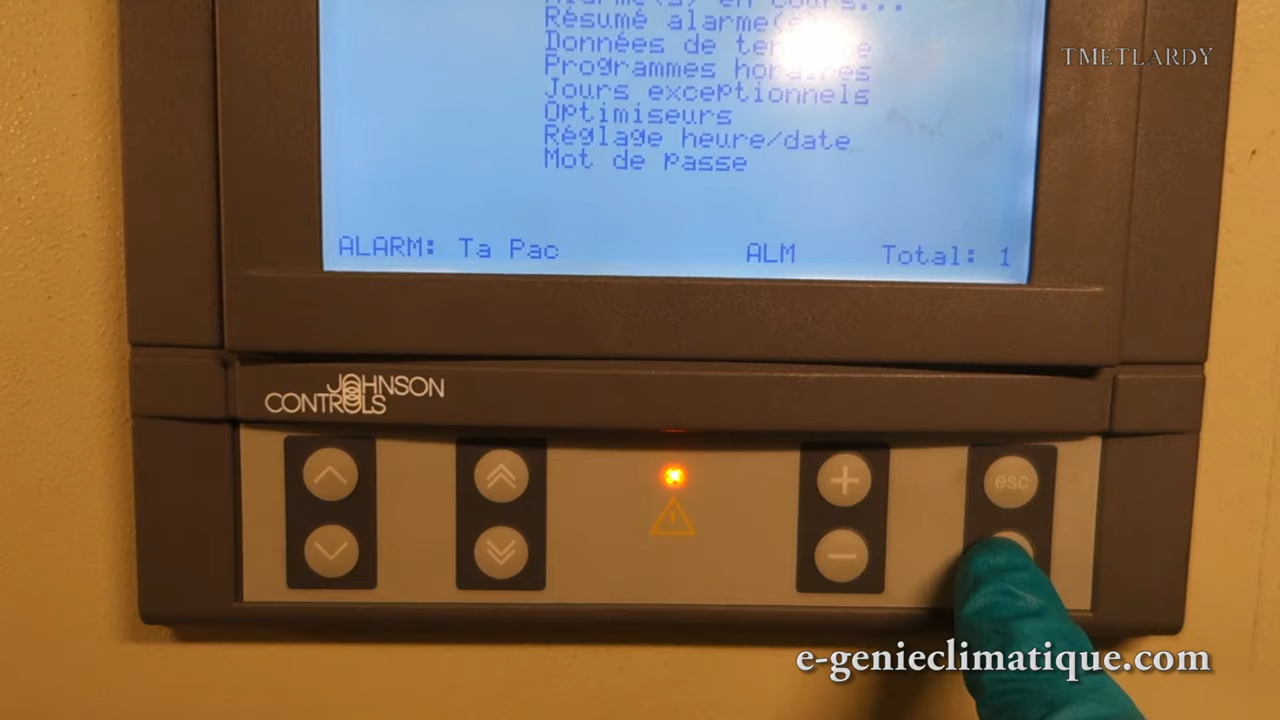 Alarme(s) en cours...
Résumé alarme(s)
Données de
Programmes horaires
Jours exceptionnels
Optimiseurs
Réglage heure/date
Mot de passe
ALARM: Ta Pac ALM Total: 1
TMETLARDY
JOHNSON
CONTROLS
esc
e-genieclimatique.com